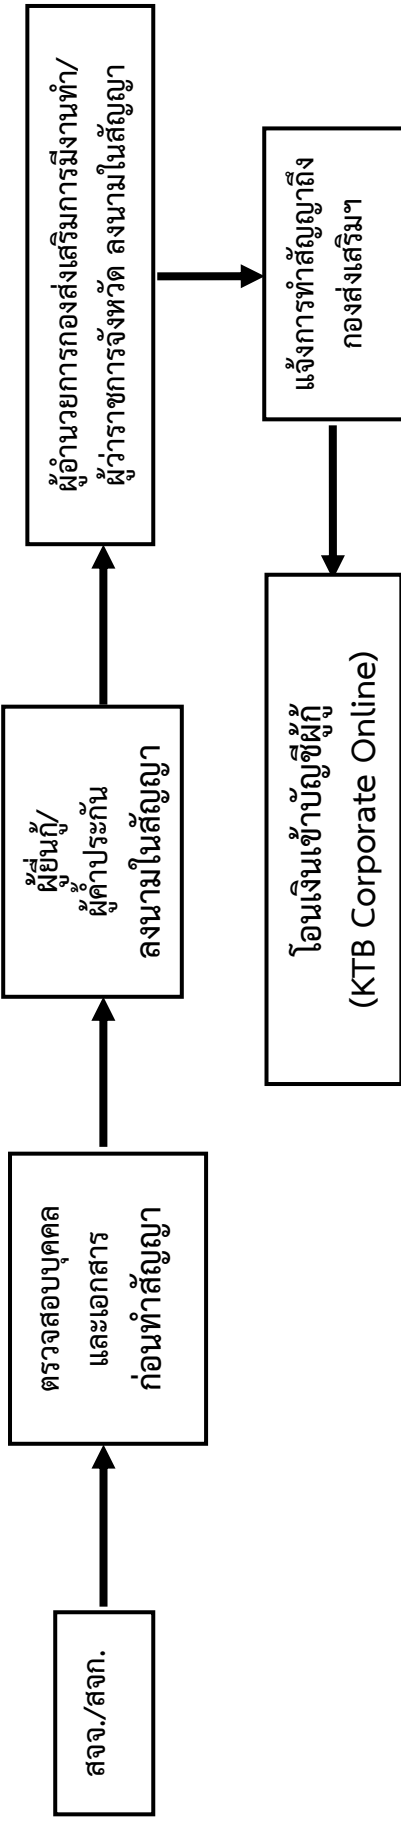 สจจ./สจก.
ตรวจสอบบุคคล
และเอกสาร
ก่อนทำสัญญา
ผู้ยื่นกู้/
ผู้ค้ำประกัน
ลงนามในสัญญา
ผู้อำนวยการกองส่งเสริมการมีงานทำ/
ผู้ว่าราชการจังหวัด ลงนามในสัญญา
แจ้งการทำสัญญาถึง
กองส่งเสริมฯ
โอนเงินเข้าบัญชีผู้กู้
(KTB Corporate Online)